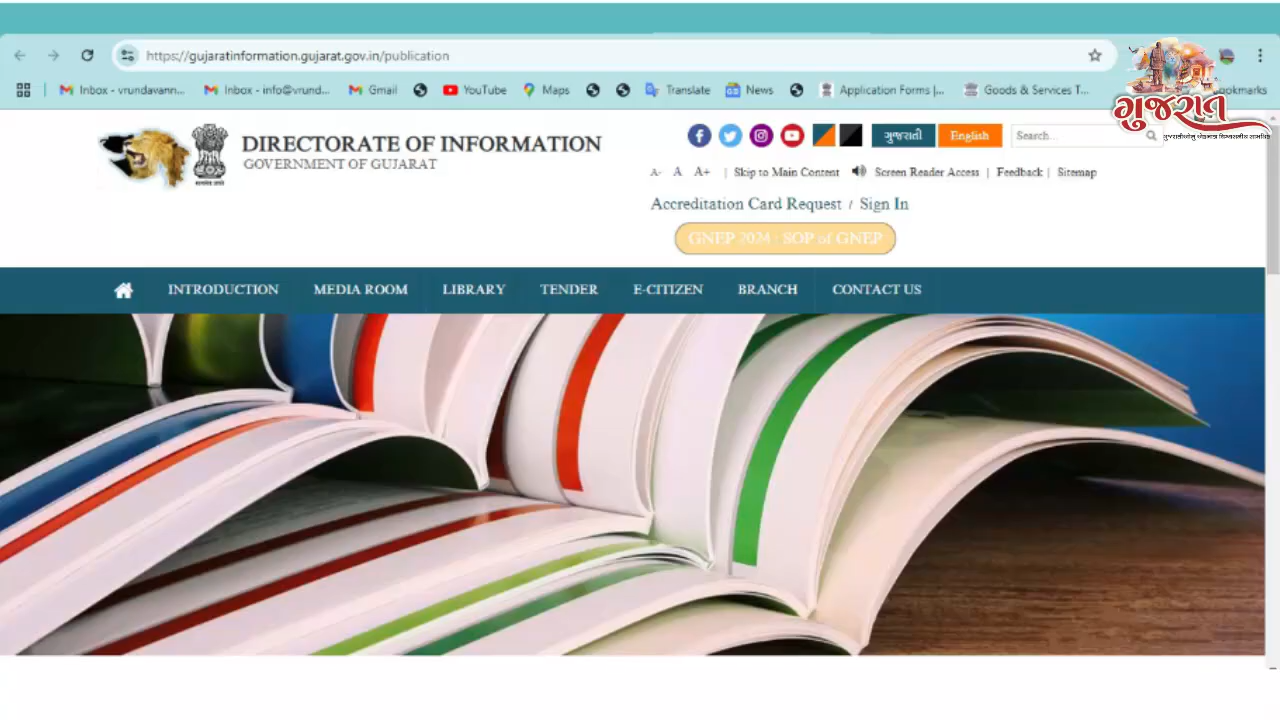 https://gujaratinformation.gujarat.gov.in/publication
Inbox - vrundavann... Inbox - info@vrund... Gmail YouTube Maps Translate News Application Forms |... Goods & Services T... ookmarks
ગુજરાત
DIRECTORATE OF INFORMATION
GOVERNMENT OF GUJARAT
ગુજરાતી English Search...
A- A A+ | Skip to Main Content Screen Reader Access | Feedback | Sitemap
Accreditation Card Request / Sign In
GNEP 2024 : SOP of GNEP
INTRODUCTION MEDIA ROOM LIBRARY TENDER E-CITIZEN BRANCH CONTACT US